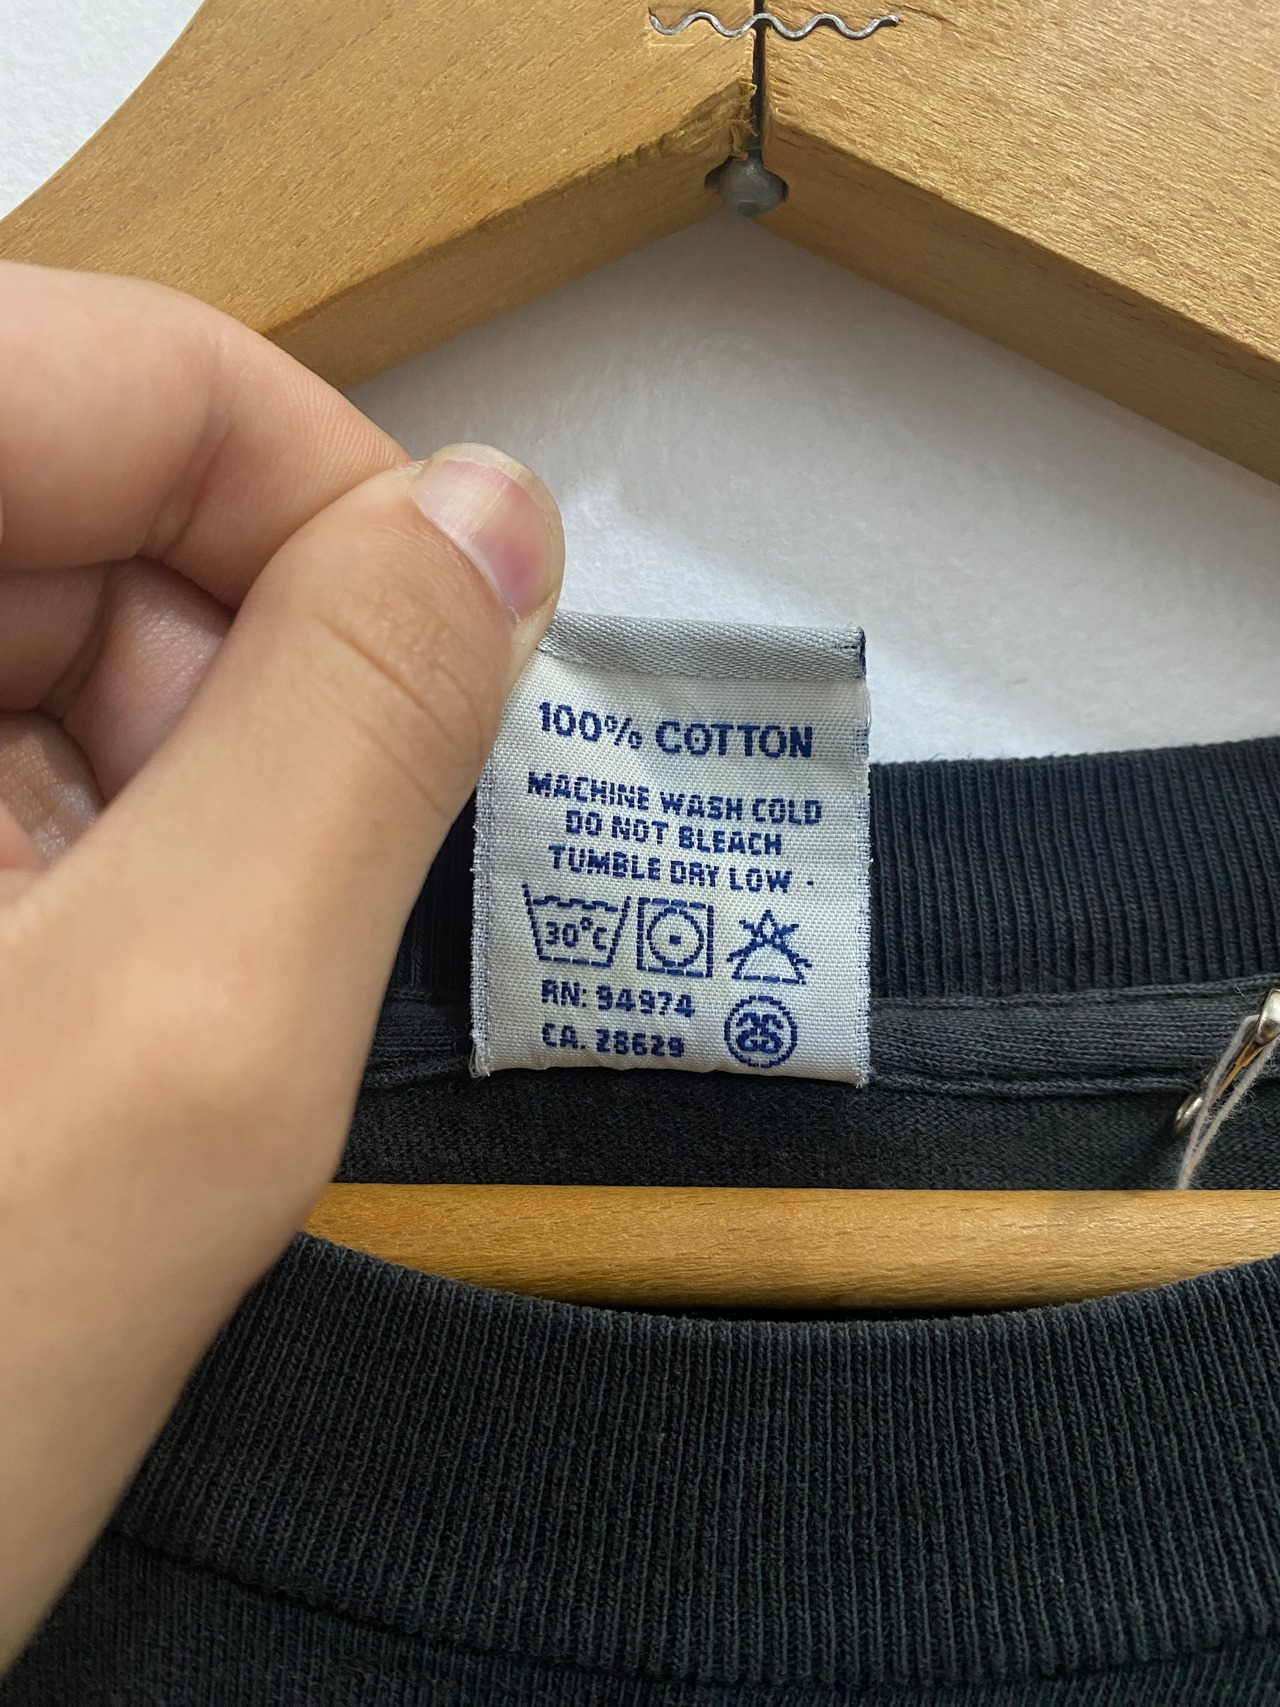 100% COTTON
MACHINE WASH COLD
DO NOT BLEACH
TUMBLE DRY LOW
30°C
RN: 94974
CA. 28629